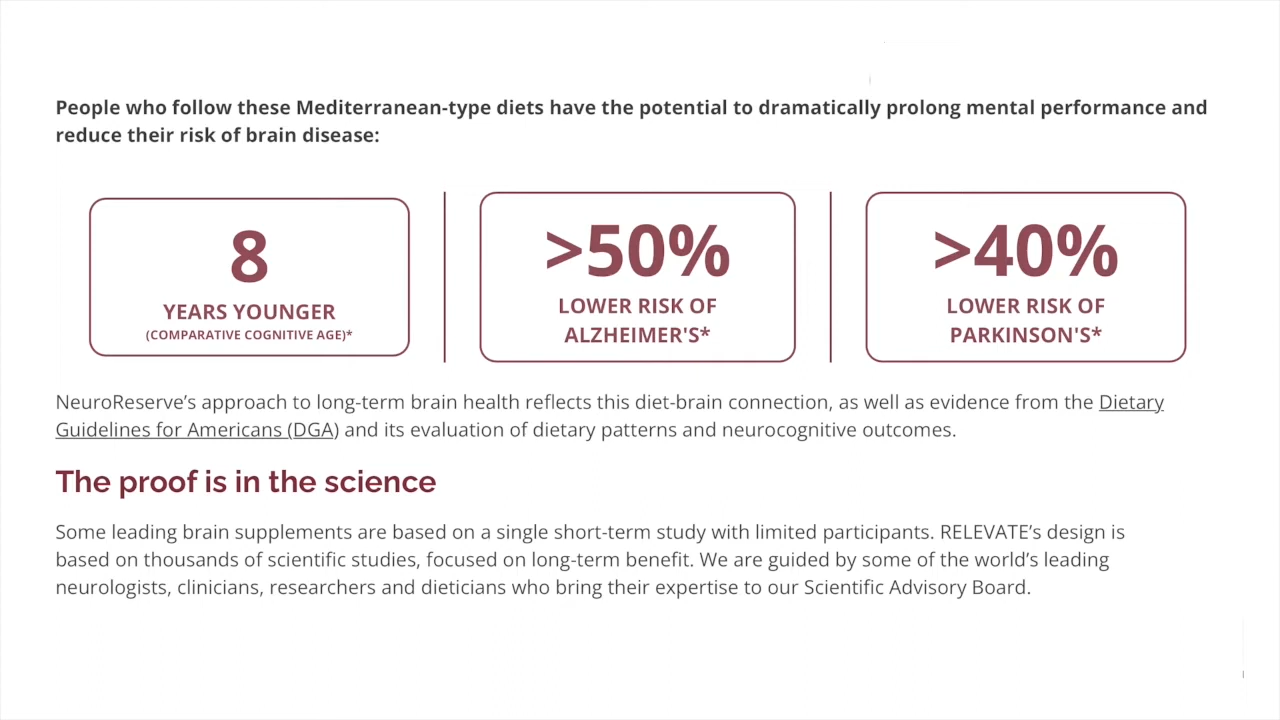 People who follow these Mediterranean-type diets have the potential to dramatically prolong mental performance and
reduce their risk of brain disease:
8
YEARS YOUNGER
(COMPARATIVE COGNITIVE AGE)*
>50%
LOWER RISK OF
ALZHEIMER'S*
>40%
LOWER RISK OF
PARKINSON'S*
NeuroReserve’s approach to long-term brain health reflects this diet-brain connection, as well as evidence from the Dietary
Guidelines for Americans (DGA) and its evaluation of dietary patterns and neurocognitive outcomes.
The proof is in the science
Some leading brain supplements are based on a single short-term study with limited participants. RELEVATE’s design is
based on thousands of scientific studies, focused on long-term benefit. We are guided by some of the world’s leading
neurologists, clinicians, researchers and dieticians who bring their expertise to our Scientific Advisory Board.